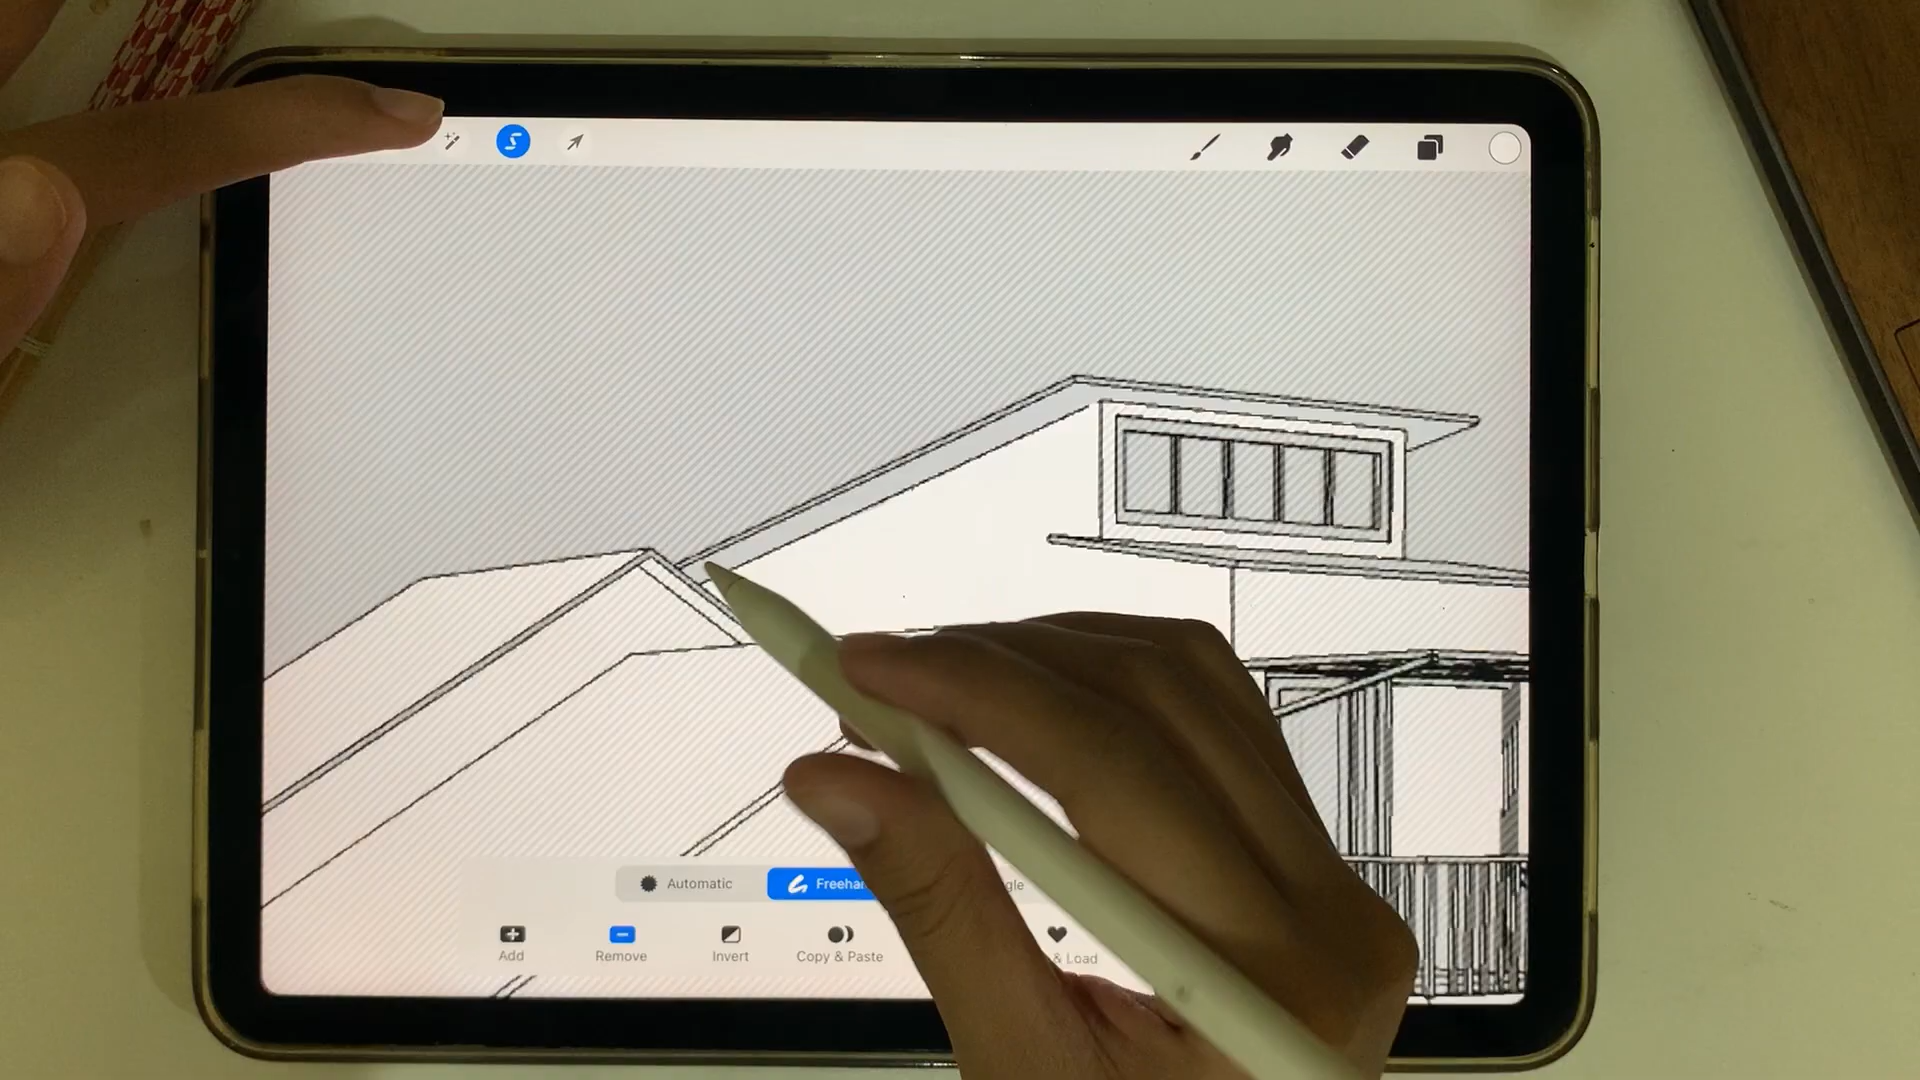 Automatic
Add
Remove
Invert
Copy & Paste
& Load